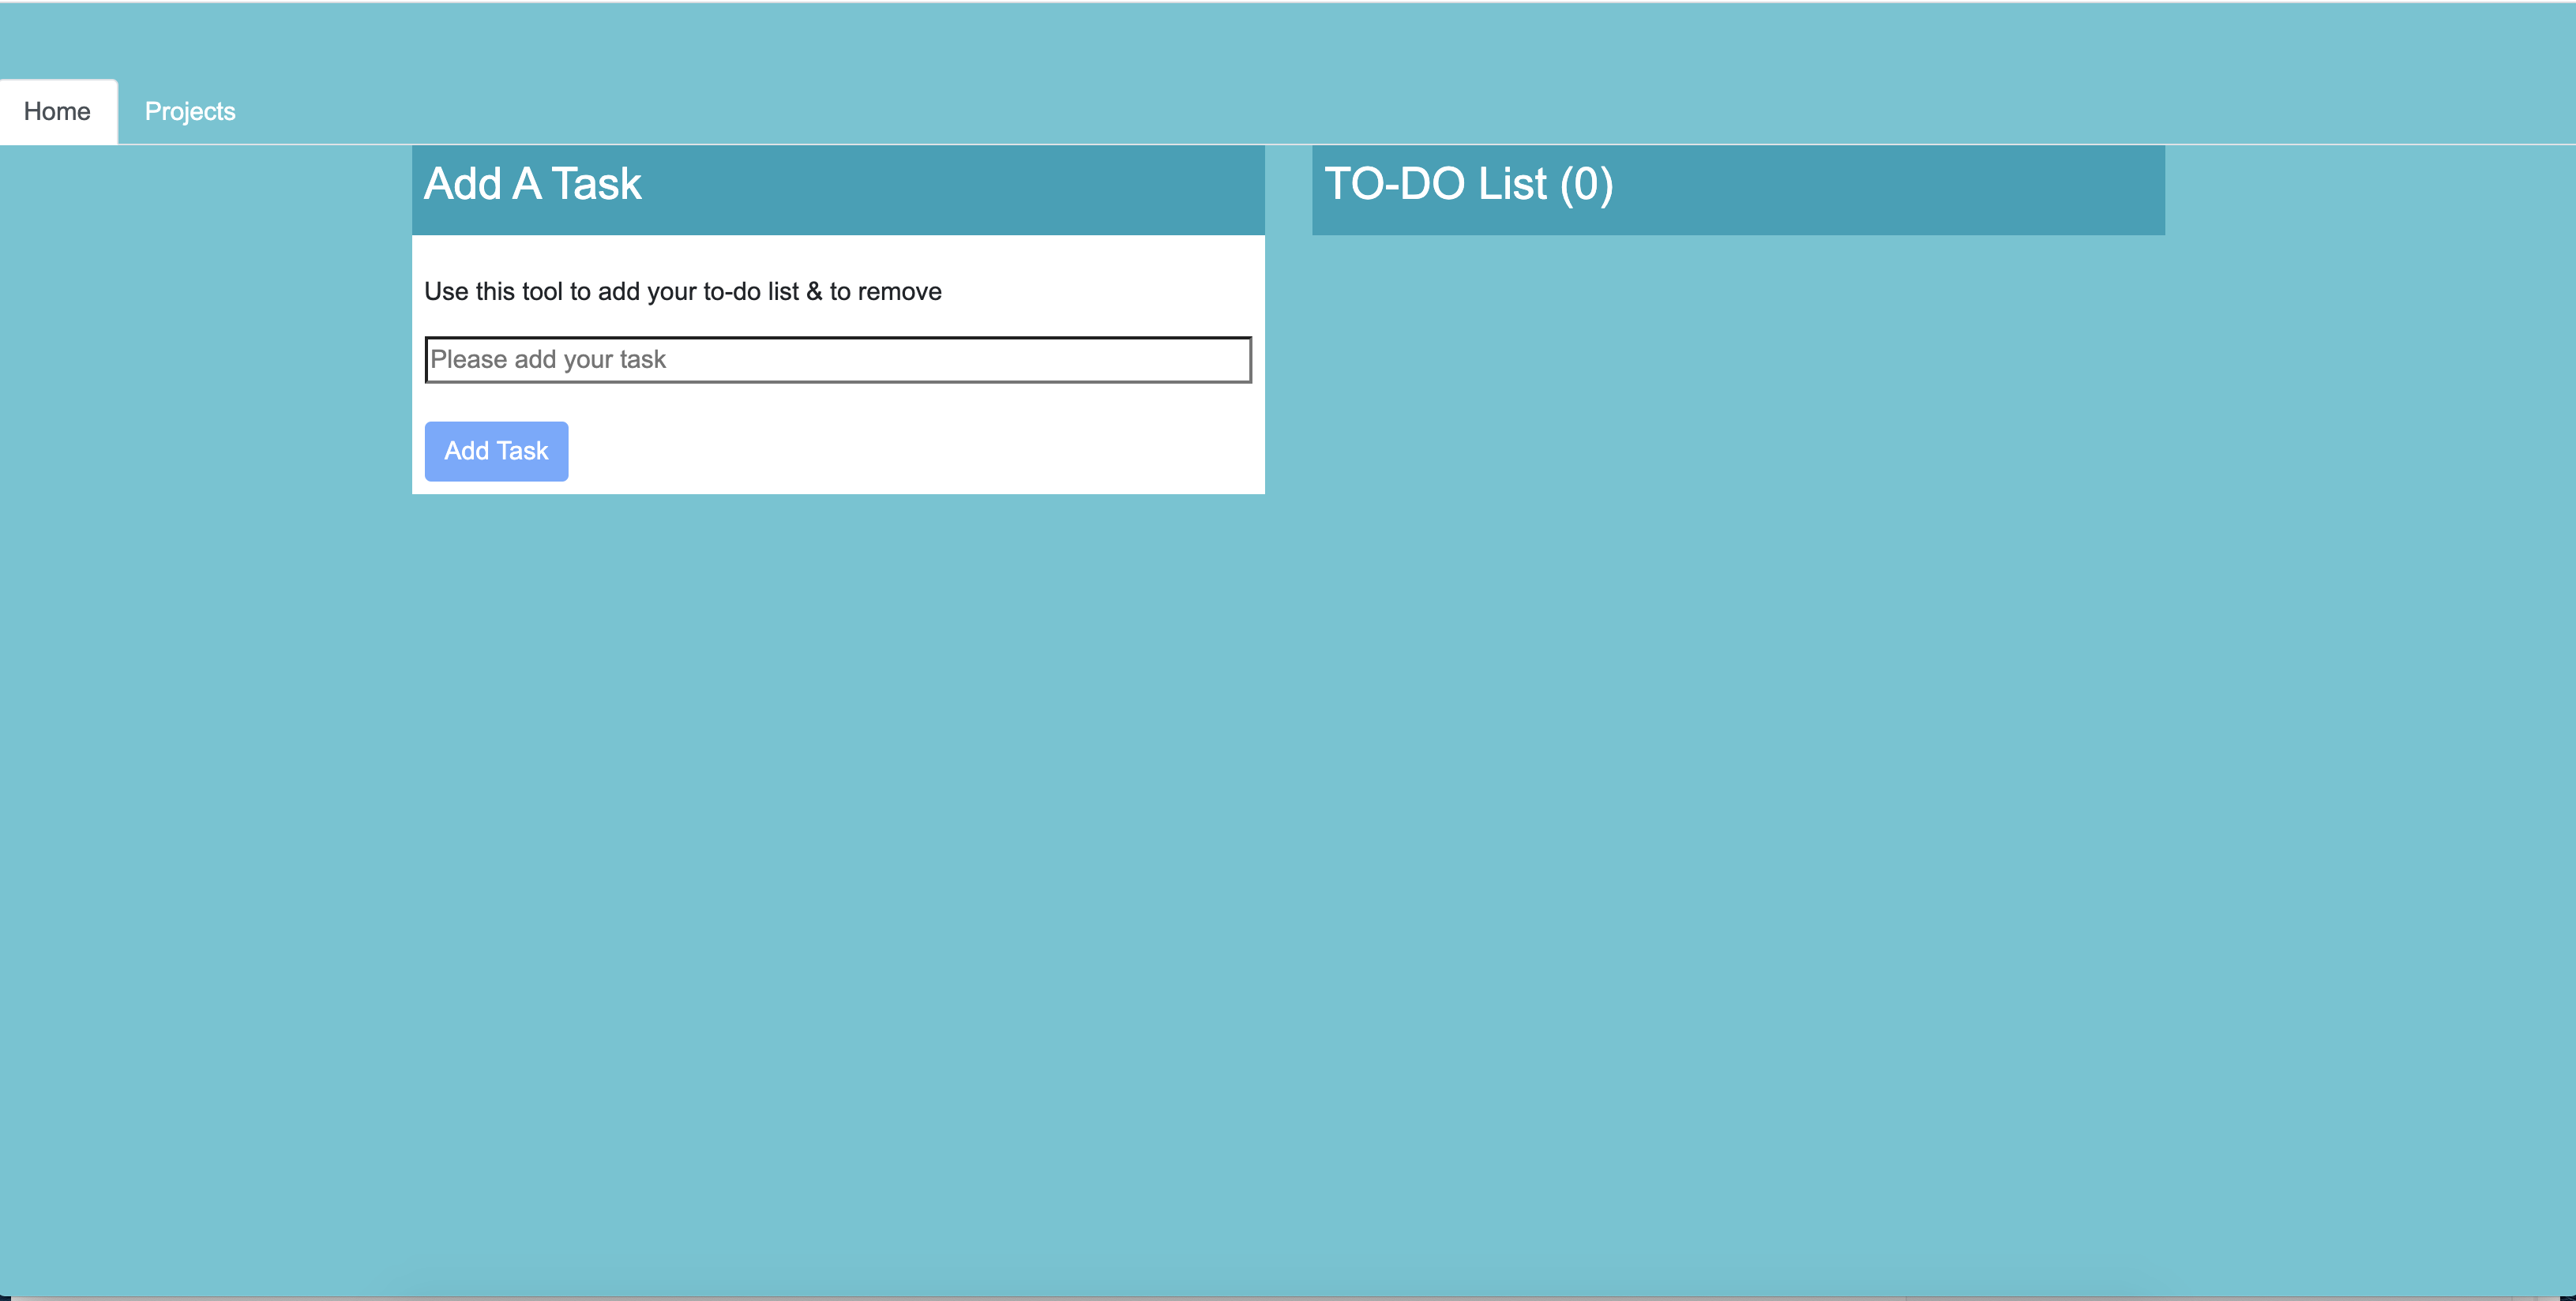 Home
Projects
Add A Task
Use this tool to add your to-do list & to remove
Please add your task
Add Task
TO-DO List (0)